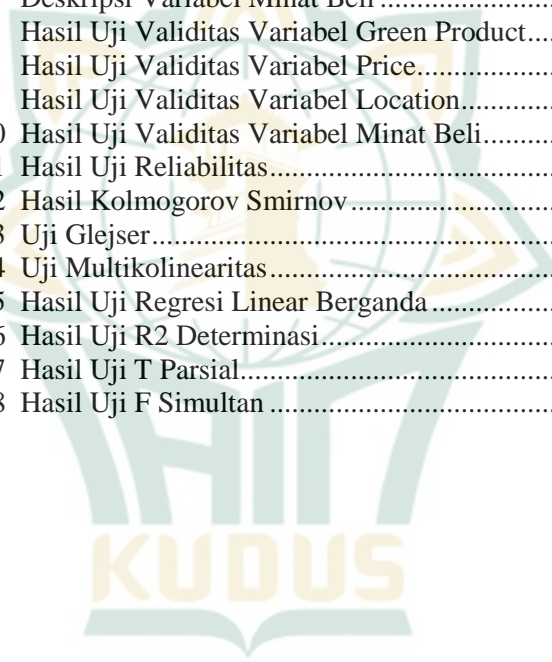 Deskripsi Variabel Minat Beli ........................
Hasil Uji Validitas Variabel Green Product....
Hasil Uji Validitas Variabel Price....................
Hasil Uji Validitas Variabel Location..............
0 Hasil Uji Validitas Variabel Minat Beli...........
1 Hasil Uji Reliabilitas.........................................
2 Hasil Kolmogorov Smirnov.............................
3 Uji Glejser.........................................................
4 Uji Multikolinearitas.........................................
5 Hasil Uji Regresi Linear Berganda..................
6 Hasil Uji R2 Determinasi..................................
7 Hasil Uji T Parsial.............................................
8 Hasil Uji F Simultan .........................................
KUDUS